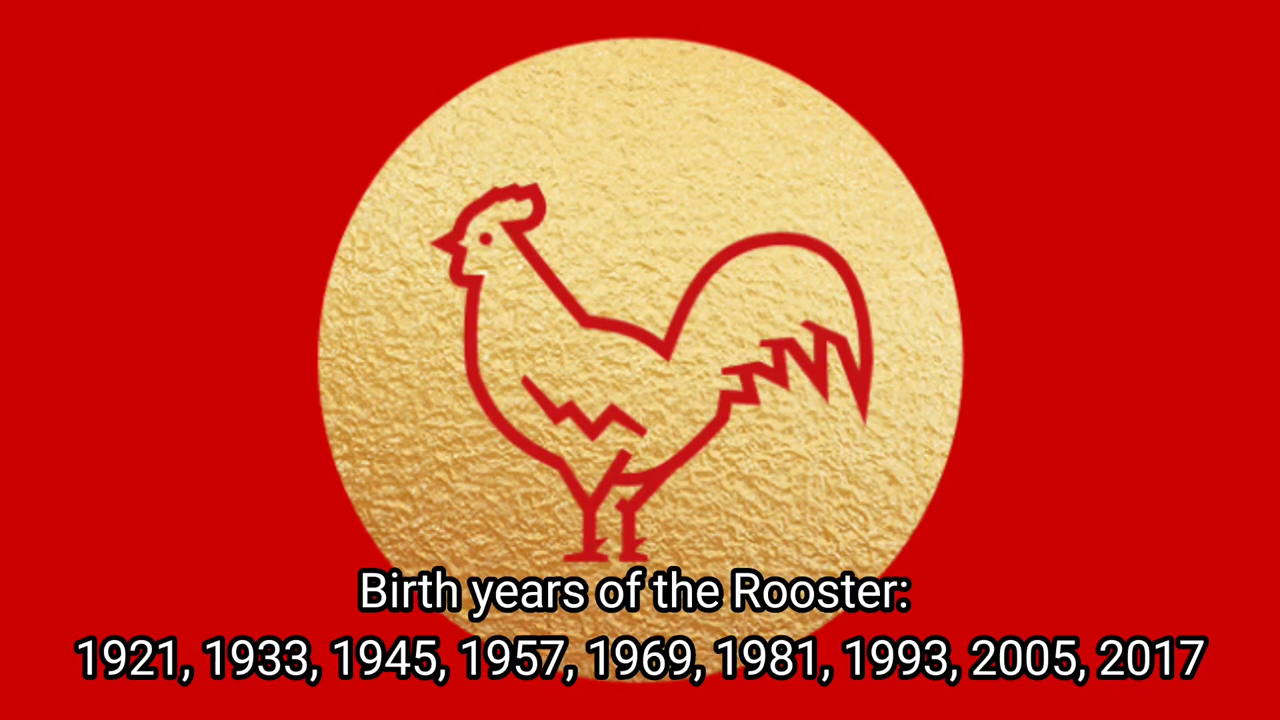 Birth years of the Rooster:
1921, 1933, 1945, 1957, 1969, 1981, 1993, 2005, 2017